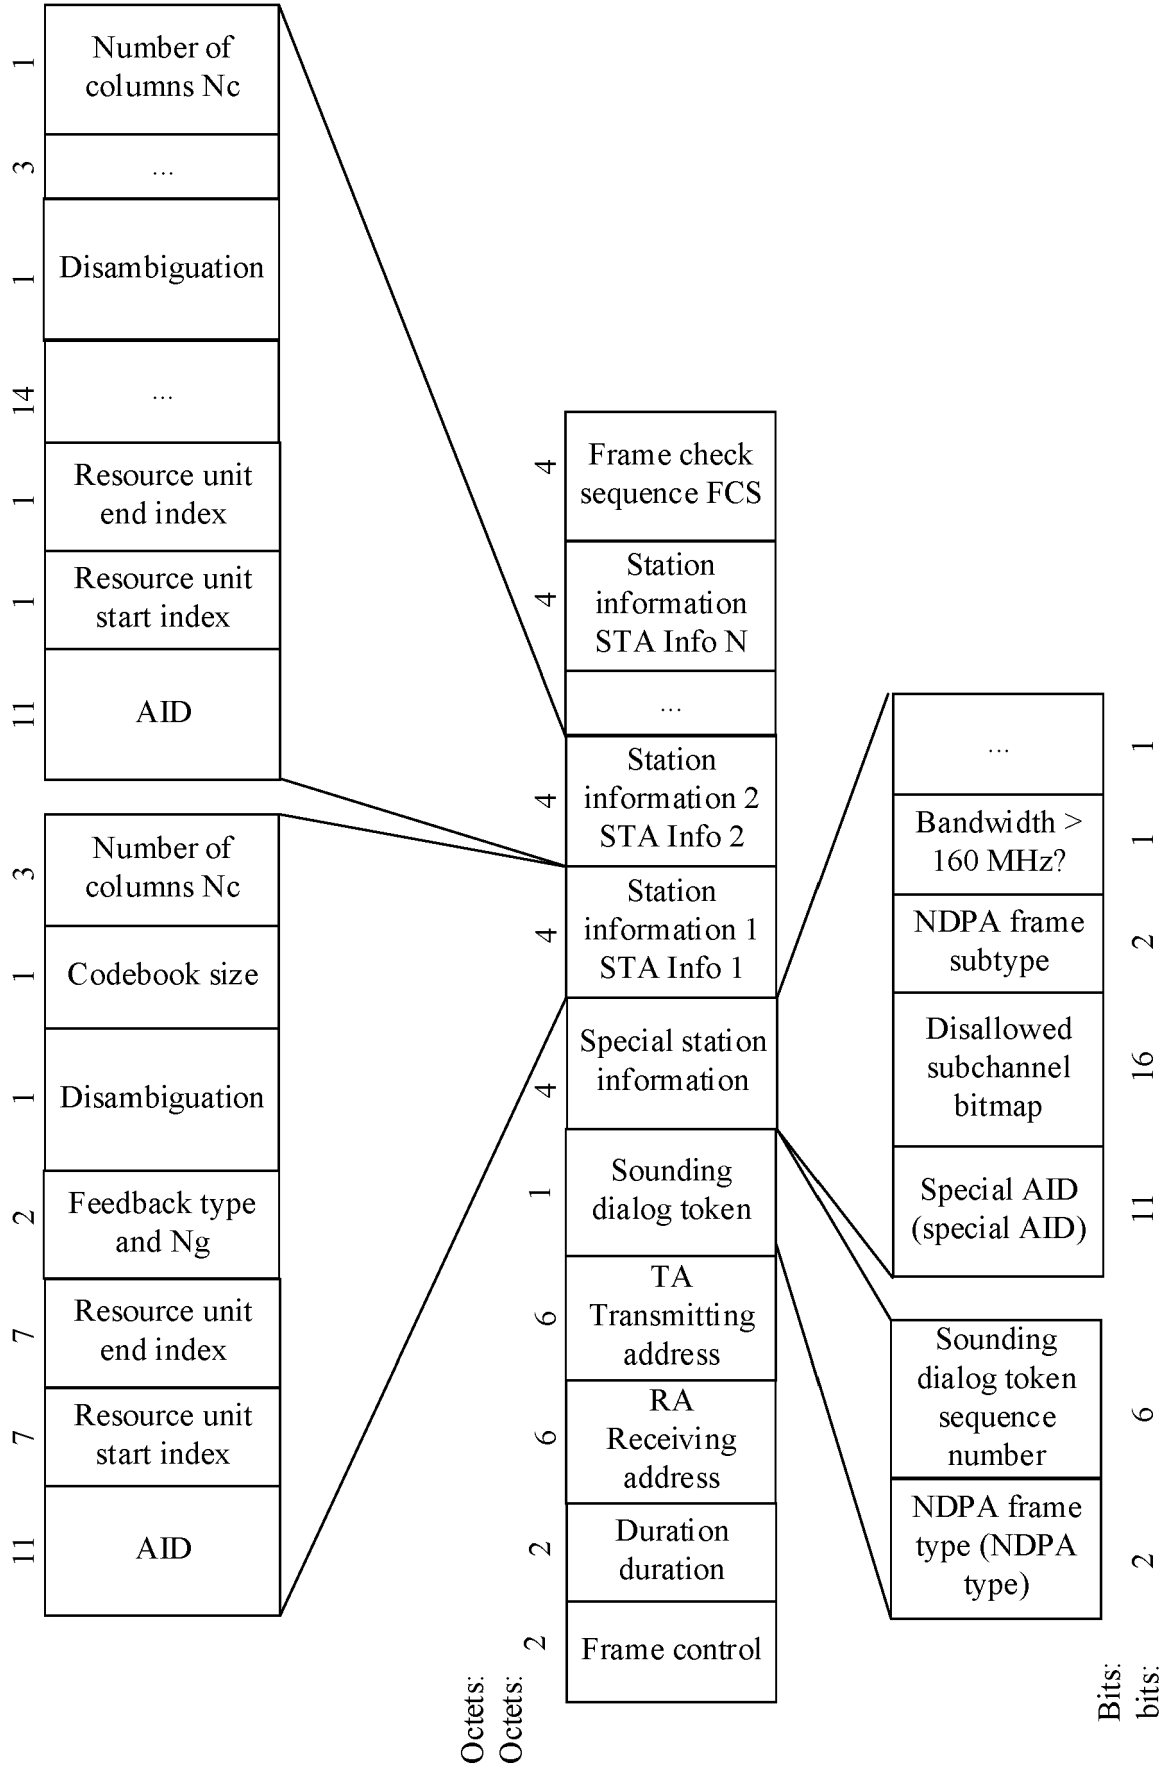 1
Number of
columns Nc
3
...
1
Disambiguation
14
...
1
Resource unit
end index
1
Resource unit
start index
11
AID
3
Number of
columns Nc
1
Codebook size
1
Disambiguation
2
Feedback type
and Ng
7
Resource unit
end index
7
Resource unit
start index
11
AID
4
Frame check
sequence FCS
4
Station
information
STA Info N
...
4
Station
information 2
STA Info 2
4
Station
information 1
STA Info 1
4
Special station
information
1
Sounding
dialog token
6
TA
Transmitting
address
6
RA
Receiving
address
2
Duration
duration
2
Frame control
Octets:
Octets:
...
1
Bandwidth >
160 MHz?
1
NDPA frame
subtype
2
Disallowed
subchannel
bitmap
16
Special AID
(special AID)
11
Sounding
dialog token
sequence
number
6
NDPA frame
type (NDPA
type)
2
Bits:
bits: